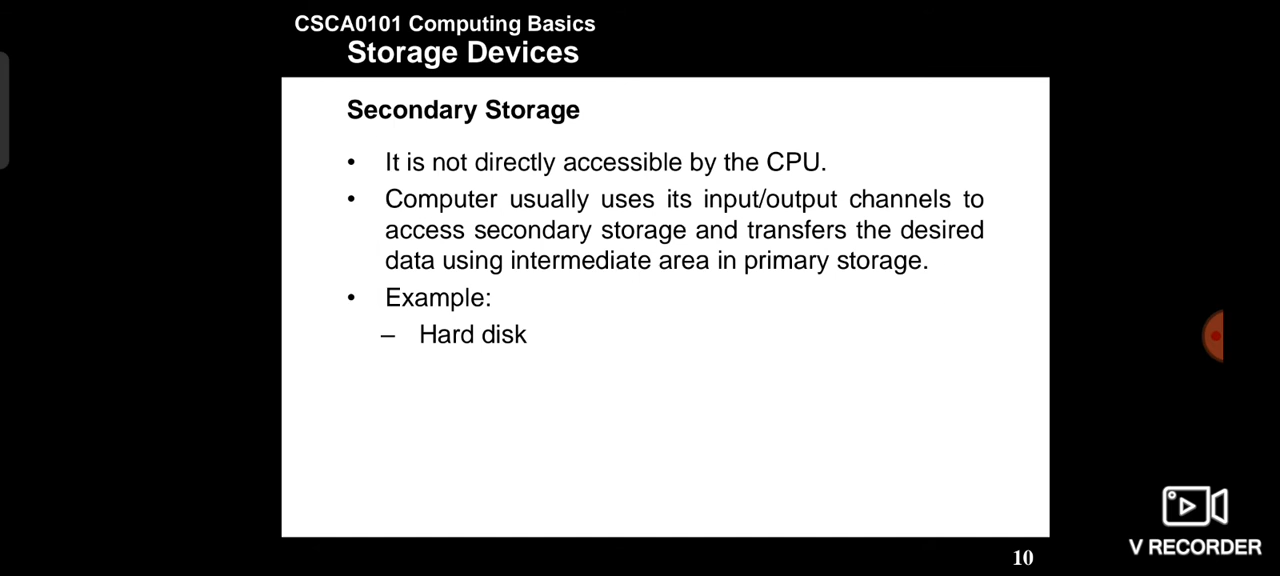 CSCA0101 Computing Basics
Storage Devices
Secondary Storage
• It is not directly accessible by the CPU.
• Computer usually uses its input/output channels to
access secondary storage and transfers the desired
data using intermediate area in primary storage.
• Example:
– Hard disk
10
V RECORDER